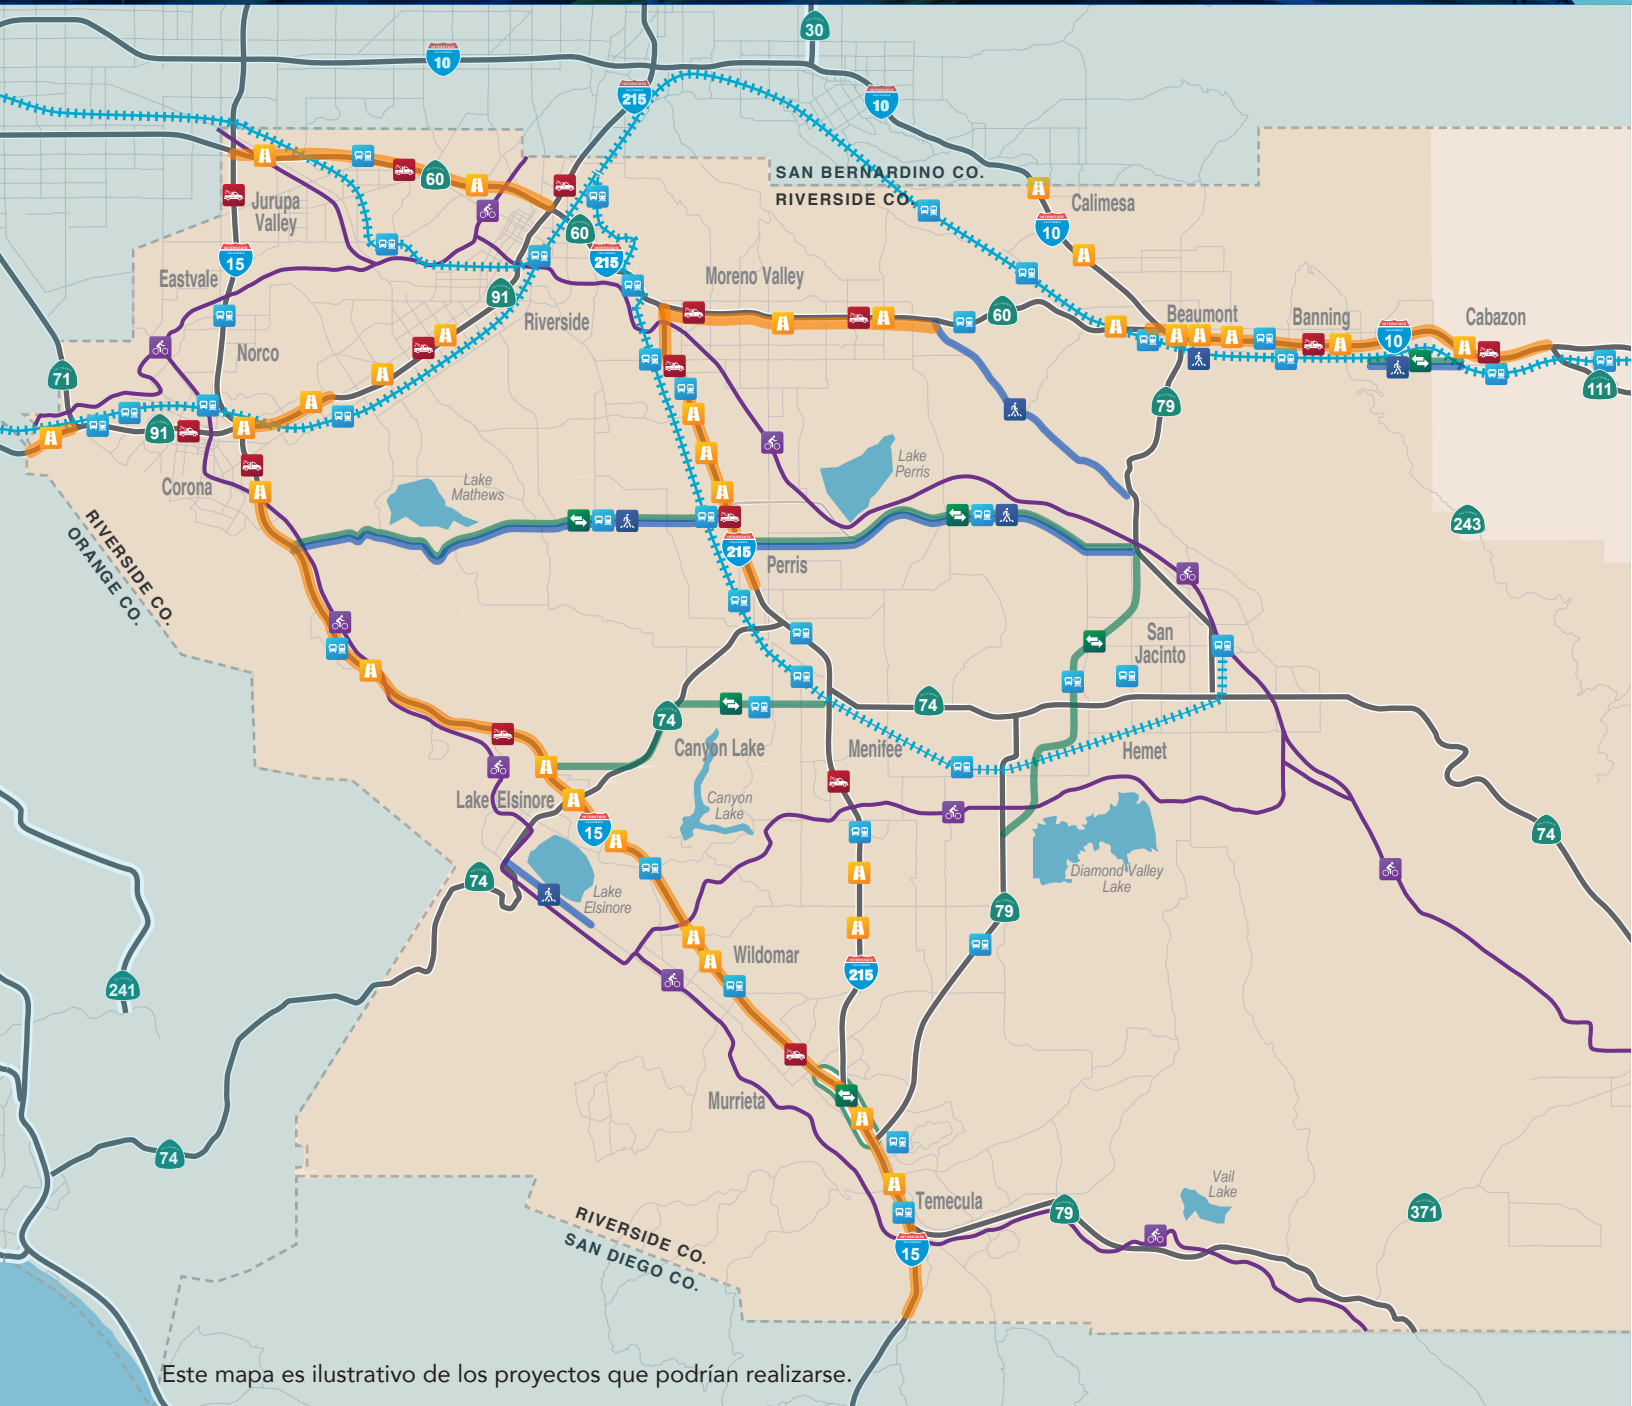 30
10
215
10
SAN BERNARDINO CO.
RIVERSIDE CO.
60
Jurupa
Valley
60
Calimesa
10
15
215
Eastvale
Moreno Valley
91
Riverside
60
Beaumont
Banning
Cabazon
10
Norco
71
111
79
91
Corona
Lake
Mathews
Lake
Perris
243
RIVERSIDE CO.
ORANGE CO.
215
Perris
San
Jacinto
74
74
Canyon Lake
Menifee
Hemet
Lake Elsinore
Canyon
Lake
15
74
Diamond Valley
Lake
74
Lake
Elsinore
79
Wildomar
215
241
Murrieta
74
Vail
Lake
Temecula
79
371
RIVERSIDE CO.
SAN DIEGO CO.
15
Este mapa es ilustrativo de los proyectos que podrían realizarse.